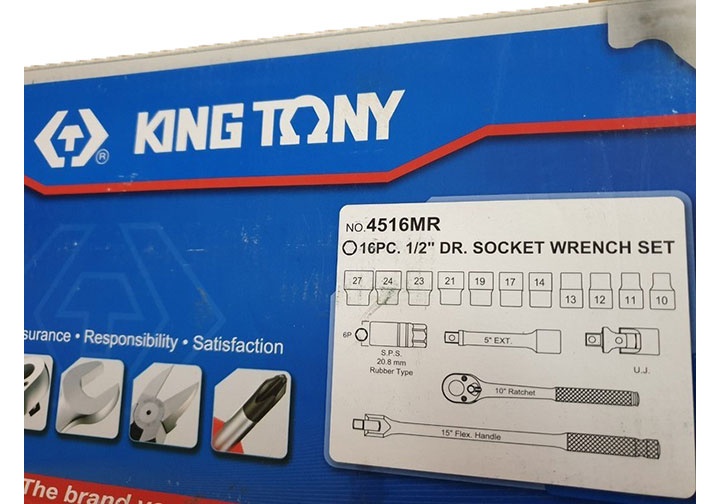 KING TONY
®
NO.4516MR
16PC. 1/2" DR. SOCKET WRENCH SET
27 24 23 21 19 17 14 13 12 11 10
6P
S.P.S.
20.8 mm
Rubber Type
5" EXT.
U.J.
10" Ratchet
15" Flex. Handle
surance • Responsibility • Satisfaction
The brand